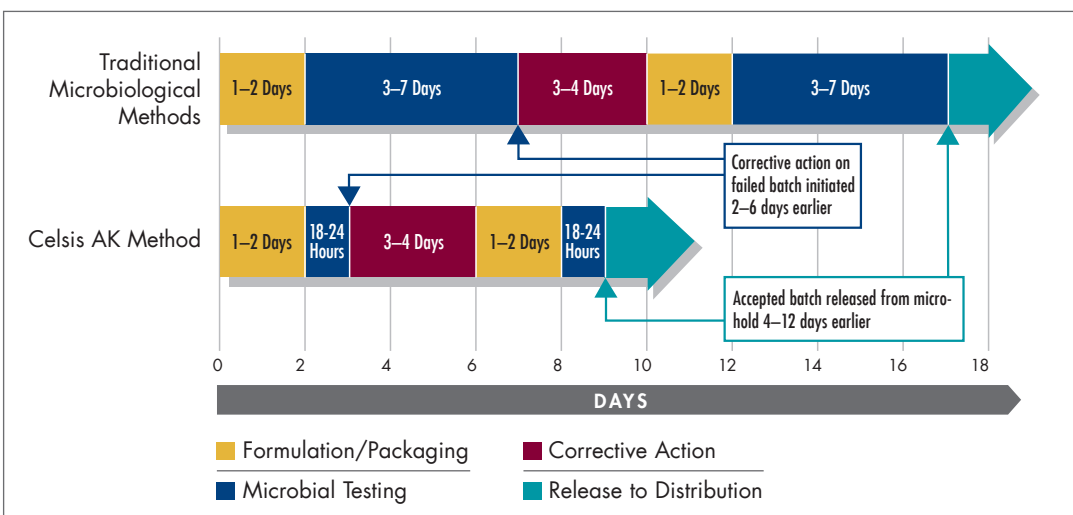 Traditional
Microbiological
Methods
1–2 Days
3–7 Days
3–4 Days
1–2 Days
3–7 Days
Corrective action on
failed batch initiated
2–6 days earlier
Celsis AK Method
1–2 Days
18-24
Hours
3–4 Days
1–2 Days
18-24
Hours
Accepted batch released from micro-
hold 4–12 days earlier
0 2 4 6 8 10 12 14 16 18
DAYS
Formulation/Packaging
Corrective Action
Microbial Testing
Release to Distribution